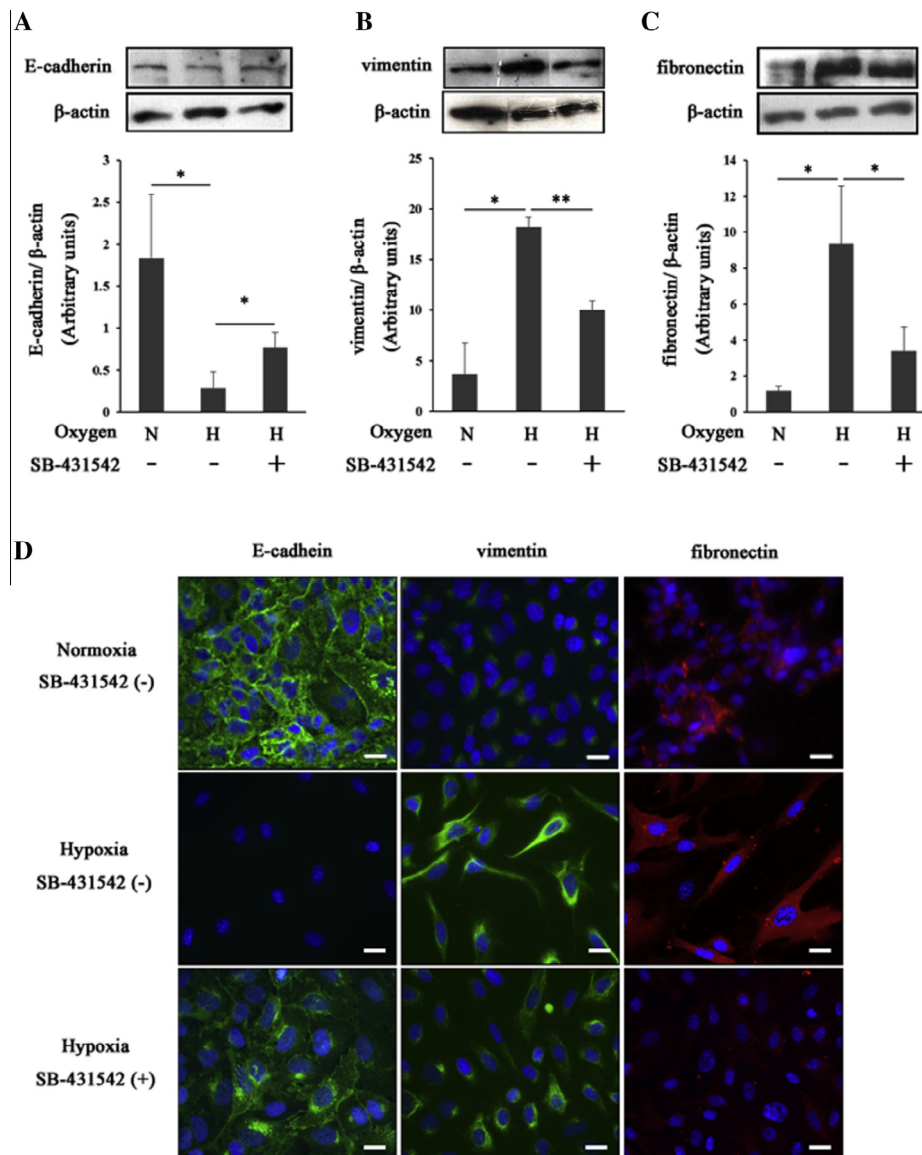 A
E-cadherin
β-actin
E-cadherin/ β-actin
(Arbitrary units)
3
2.5
2
1.5
1
0.5
0
*
*
Oxygen N H H
SB-431542 - - +
B
vimentin
β-actin
vimentin/ β-actin
(Arbitrary units)
25
20
15
10
5
0
*
**
Oxygen N H H
SB-431542 - - +
C
fibronectin
β-actin
fibronectin/ β-actin
(Arbitrary units)
14
12
10
8
6
4
2
0
*
*
Oxygen N H H
SB-431542 - - +
D
E-cadhein vimentin fibronectin
Normoxia
SB-431542 (-)
Hypoxia
SB-431542 (-)
Hypoxia
SB-431542 (+)